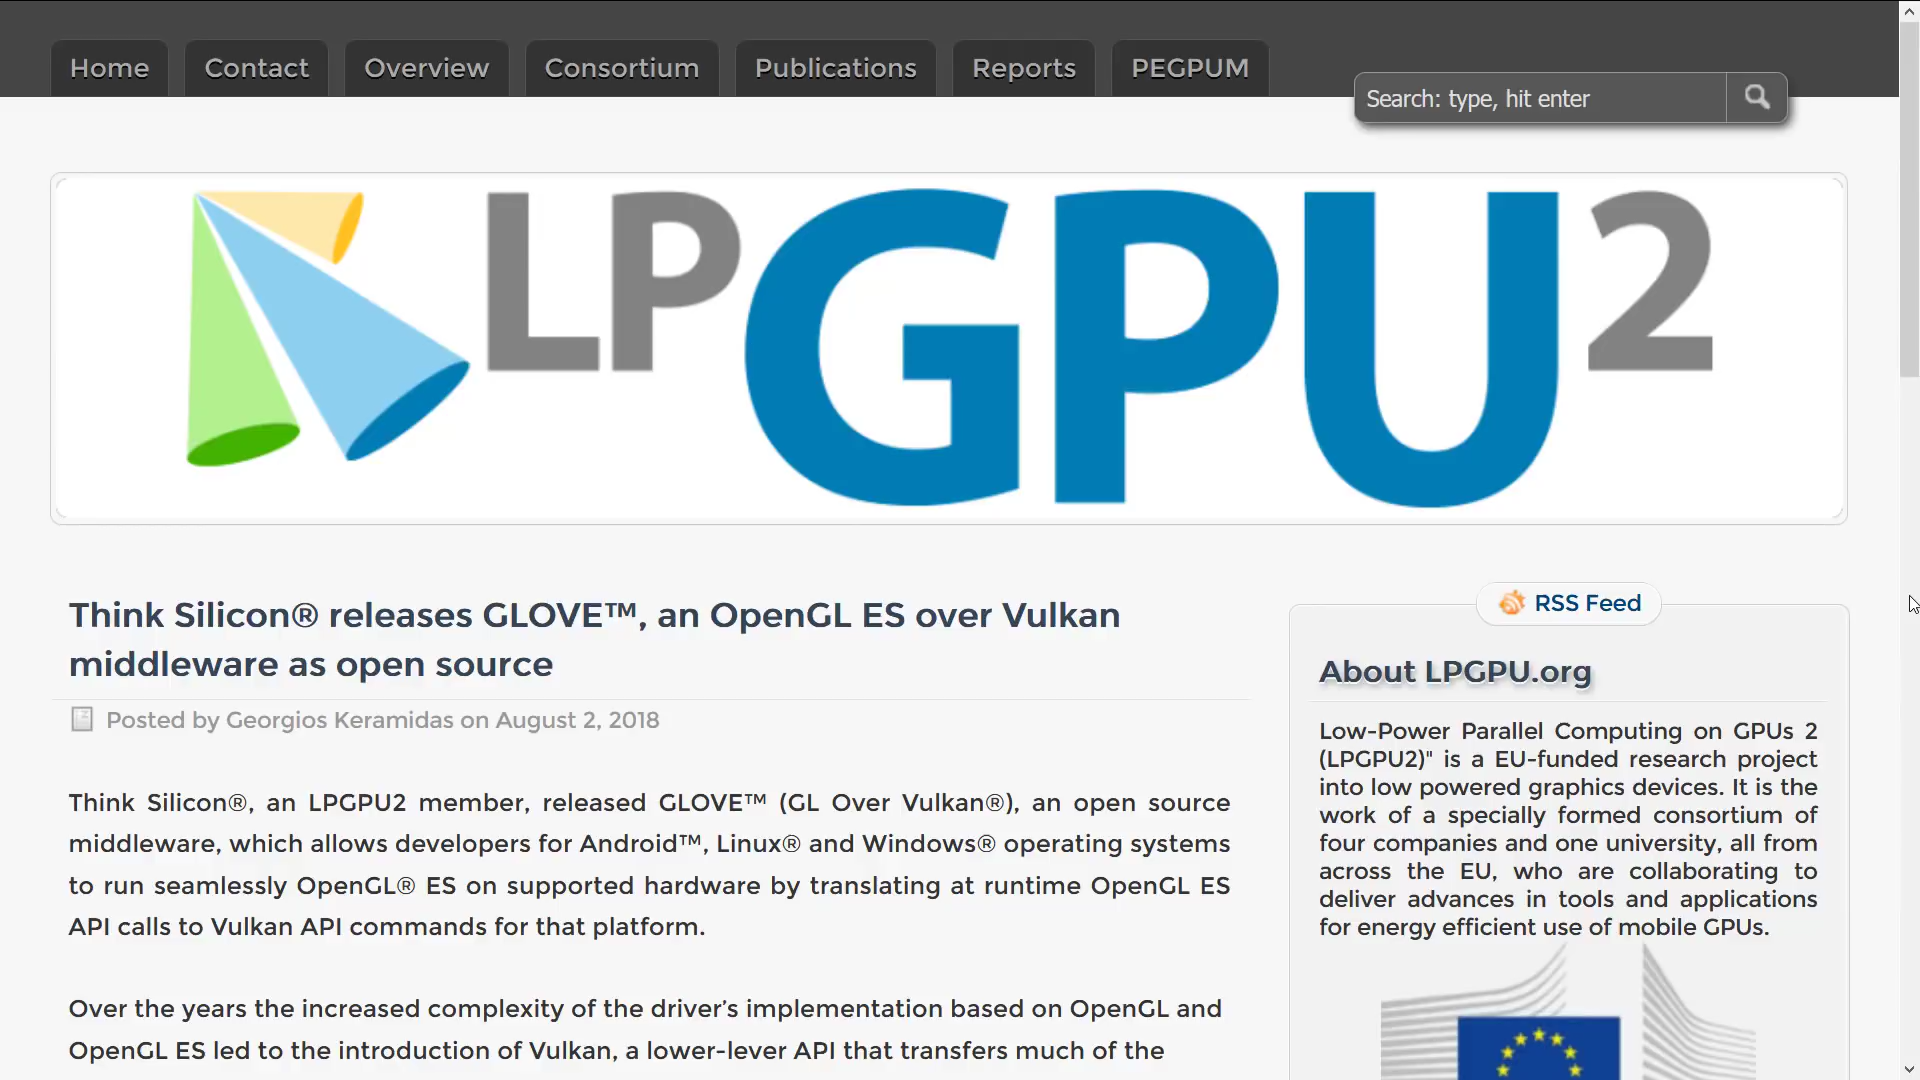 Home Contact Overview Consortium Publications Reports PEGPUM
Search: type, hit enter
LPGPU2
Think Silicon® releases GLOVE™, an OpenGL ES over Vulkan
middleware as open source
Posted by Georgios Keramidas on August 2, 2018
Think Silicon®, an LPGPU2 member, released GLOVE™ (GL Over Vulkan®), an open source
middleware, which allows developers for Android™, Linux® and Windows® operating systems
to run seamlessly OpenGL® ES on supported hardware by translating at runtime OpenGL ES
API calls to Vulkan API commands for that platform.
Over the years the increased complexity of the driver’s implementation based on OpenGL and
OpenGL ES led to the introduction of Vulkan, a lower-lever API that transfers much of the
RSS Feed
About LPGPU.org
Low-Power Parallel Computing on GPUs 2
(LPGPU2)" is a EU-funded research project
into low powered graphics devices. It is the
work of a specially formed consortium of
four companies and one university, all from
across the EU, who are collaborating to
deliver advances in tools and applications
for energy efficient use of mobile GPUs.